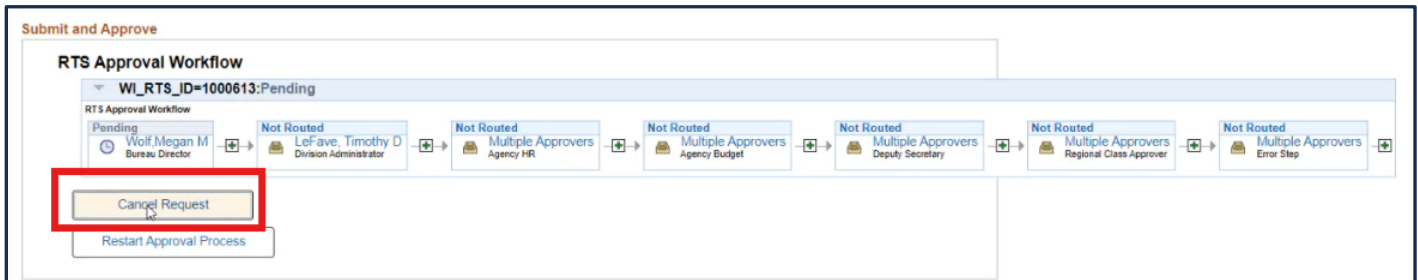 Submit and Approve
RTS Approval Workflow
WI_RTS_ID=1000613:Pending
RTS Approval Workflow
Pending
Wolf,Megan M
Bureau Director
Not Routed
LeFave, Timothy D
Division Administrator
Not Routed
Multiple Approvers
Agency HR
Not Routed
Multiple Approvers
Agency Budget
Not Routed
Multiple Approvers
Deputy Secretary
Not Routed
Multiple Approvers
Regional Class Approver
Not Routed
Multiple Approvers
Error Step
Cancel Request
Restart Approval Process